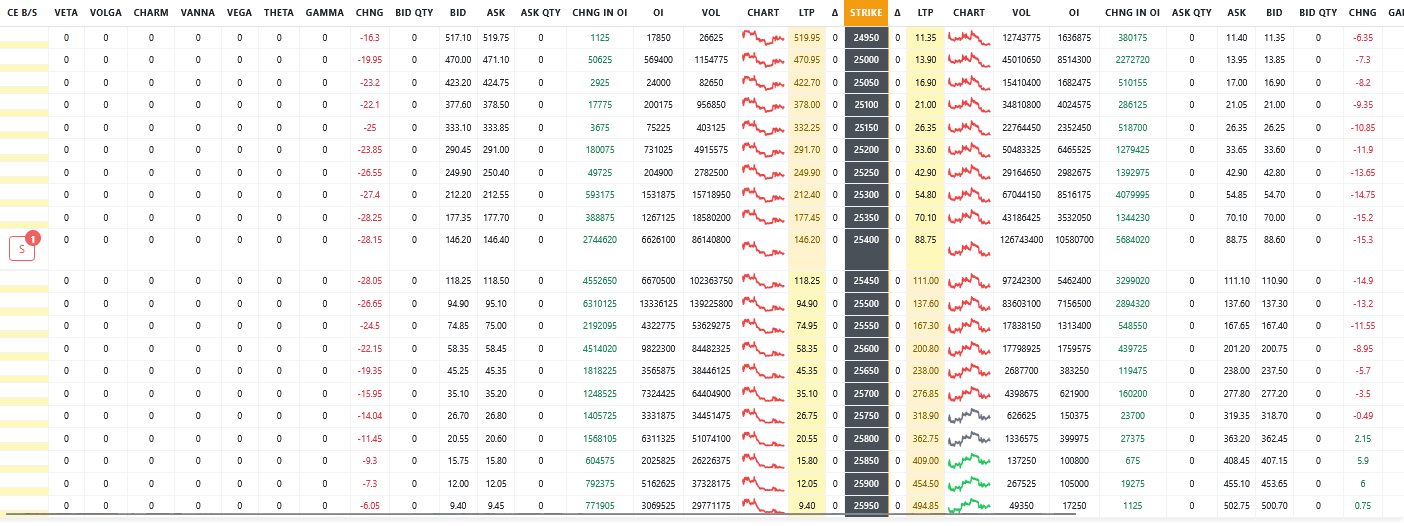 CE B/S VETA VOLGA CHARM VANNA VEGA THETA GAMMA CHNG BID QTY BID ASK ASK QTY CHNG IN OI OI VOL CHART LTP Δ STRIKE Δ LTP CHART VOL OI CHNG IN OI ASK QTY ASK BID BID QTY CHNG GA
0 0 0 0 0 0 0 -16.3 0 517.10 519.75 0 1125 17850 26625 519.95 0 24950 0 11.35 12743775 1636875 380175 0 11.40 11.35 0 -6.35
0 0 0 0 0 0 0 -19.95 0 470.00 471.10 0 50625 569400 1154775 470.95 0 25000 0 13.90 45010650 8514300 2272720 0 13.95 13.85 0 -7.3
0 0 0 0 0 0 0 -23.2 0 423.20 424.75 0 2925 24000 82650 422.70 0 25050 0 16.90 15410400 1682475 510155 0 17.00 16.90 0 -8.2
0 0 0 0 0 0 0 -22.1 0 377.60 378.50 0 17775 200175 956850 378.00 0 25100 0 21.00 34810800 4024575 286125 0 21.05 21.00 0 -9.35
0 0 0 0 0 0 0 -25 0 333.10 333.85 0 3675 75225 403125 332.25 0 25150 0 26.35 22764450 2352450 518700 0 26.35 26.25 0 -10.85
0 0 0 0 0 0 0 -23.85 0 290.45 291.00 0 180075 731025 4915575 291.70 0 25200 0 33.60 50483325 6465525 1279425 0 33.65 33.60 0 -11.9
0 0 0 0 0 0 0 -26.55 0 249.90 250.40 0 49725 204900 2782500 249.90 0 25250 0 42.90 29164650 2982675 1392975 0 42.90 42.80 0 -13.65
0 0 0 0 0 0 0 -27.4 0 212.20 212.55 0 593175 1531875 15718950 212.40 0 25300 0 54.80 67044150 8516175 4079995 0 54.85 54.70 0 -14.75
0 0 0 0 0 0 0 -28.25 0 177.35 177.70 0 388875 1267125 18580200 177.45 0 25350 0 70.10 43186425 3532050 1344230 0 70.10 70.00 0 -15.2
S 1 0 0 0 0 0 0 0 -28.15 0 146.20 146.40 0 2744620 6626100 86140800 146.20 0 25400 0 88.75 126743400 10580700 5684020 0 88.75 88.60 0 -15.3
0 0 0 0 0 0 0 -28.05 0 118.25 118.50 0 4552650 6670500 102363750 118.25 0 25450 0 111.00 97242300 5462400 3299020 0 111.10 110.90 0 -14.9
0 0 0 0 0 0 0 -26.65 0 94.90 95.10 0 6310125 13336125 139225800 94.90 0 25500 0 137.60 83603100 7156500 2894320 0 137.60 137.30 0 -13.2
0 0 0 0 0 0 0 -24.5 0 74.85 75.00 0 2192095 4322775 53629275 74.95 0 25550 0 167.30 17838150 1313400 548550 0 167.65 167.40 0 -11.55
0 0 0 0 0 0 0 -22.15 0 58.35 58.45 0 4514020 9822300 84482325 58.35 0 25600 0 200.80 17798925 1759575 439725 0 201.20 200.75 0 -8.95
0 0 0 0 0 0 0 -19.35 0 45.25 45.35 0 1818225 3565875 38446125 45.35 0 25650 0 238.00 2687700 383250 119475 0 238.00 237.50 0 -5.7
0 0 0 0 0 0 0 -15.95 0 35.10 35.20 0 1248525 7324425 64404900 35.10 0 25700 0 276.85 4398675 621900 160200 0 277.80 277.20 0 -3.5
0 0 0 0 0 0 0 -14.04 0 26.70 26.80 0 1405725 3331875 34451475 26.75 0 25750 0 318.90 626625 150375 23700 0 319.35 318.70 0 -0.49
0 0 0 0 0 0 0 -11.45 0 20.55 20.60 0 1568105 6311325 51074100 20.55 0 25800 0 362.75 1336575 399975 27375 0 363.20 362.45 0 2.15
0 0 0 0 0 0 0 -9.3 0 15.75 15.80 0 604575 2025825 26226375 15.80 0 25850 0 409.00 137250 100800 675 0 408.45 407.15 0 5.9
0 0 0 0 0 0 0 -7.3 0 12.00 12.05 0 792375 5162625 37328175 12.05 0 25900 0 454.50 267525 105000 19275 0 455.10 453.65 0 6
0 0 0 0 0 0 0 -6.05 0 9.40 9.45 0 771905 3069525 29771175 9.40 0 25950 0 494.85 49350 17250 1125 0 502.75 500.70 0 0.75